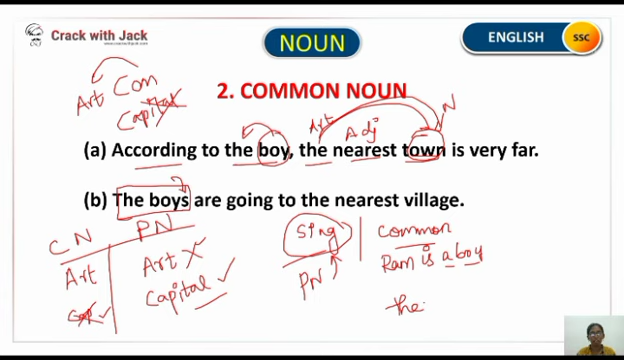 Crack with Jack
NOUN
ENGLISH SSC
2. COMMON NOUN
Art Com
Capital
Art Adj N
(a) According to the boy, the nearest town is very far.
(b) The boys are going to the nearest village.
CN PN
Art Art X
Cap ✓ Capital ✓
Sing
PN
Common
Ram is a boy
the